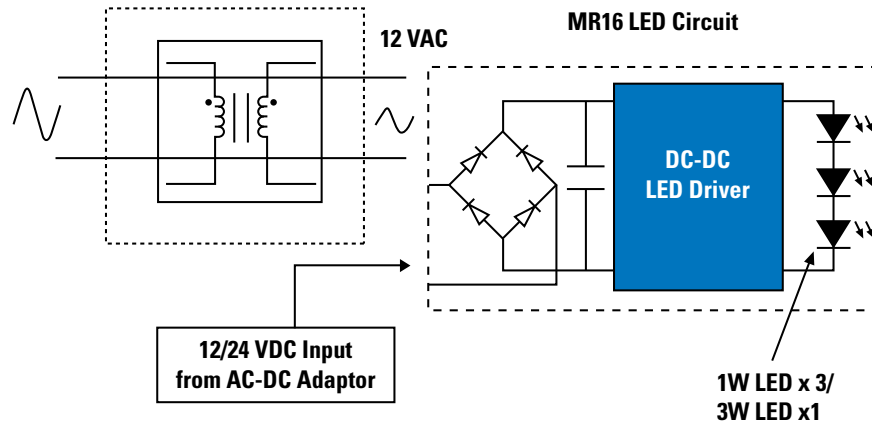 12 VAC
MR16 LED Circuit
DC-DC
LED Driver
12/24 VDC Input
from AC-DC Adaptor
1W LED x 3/
3W LED x1